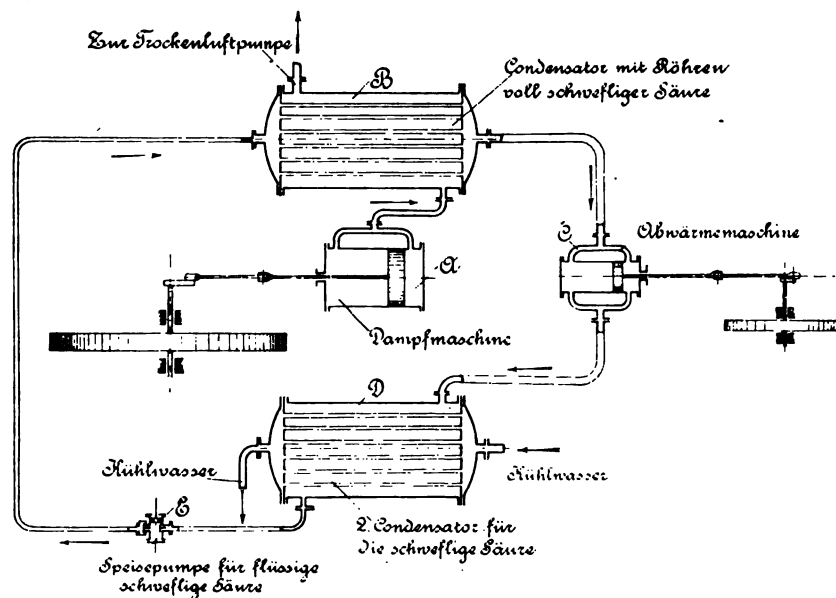 Zur Trockenluftpumpe
B
Condensator mit Röhren
voll schwefliger Säure
C
Abwärmemaschine
A
Dampfmaschine
D
Kühlwasser
Kühlwasser
E
2. Condensator für
die schweflige Säure
Speisepumpe für flüssige
schweflige Säure